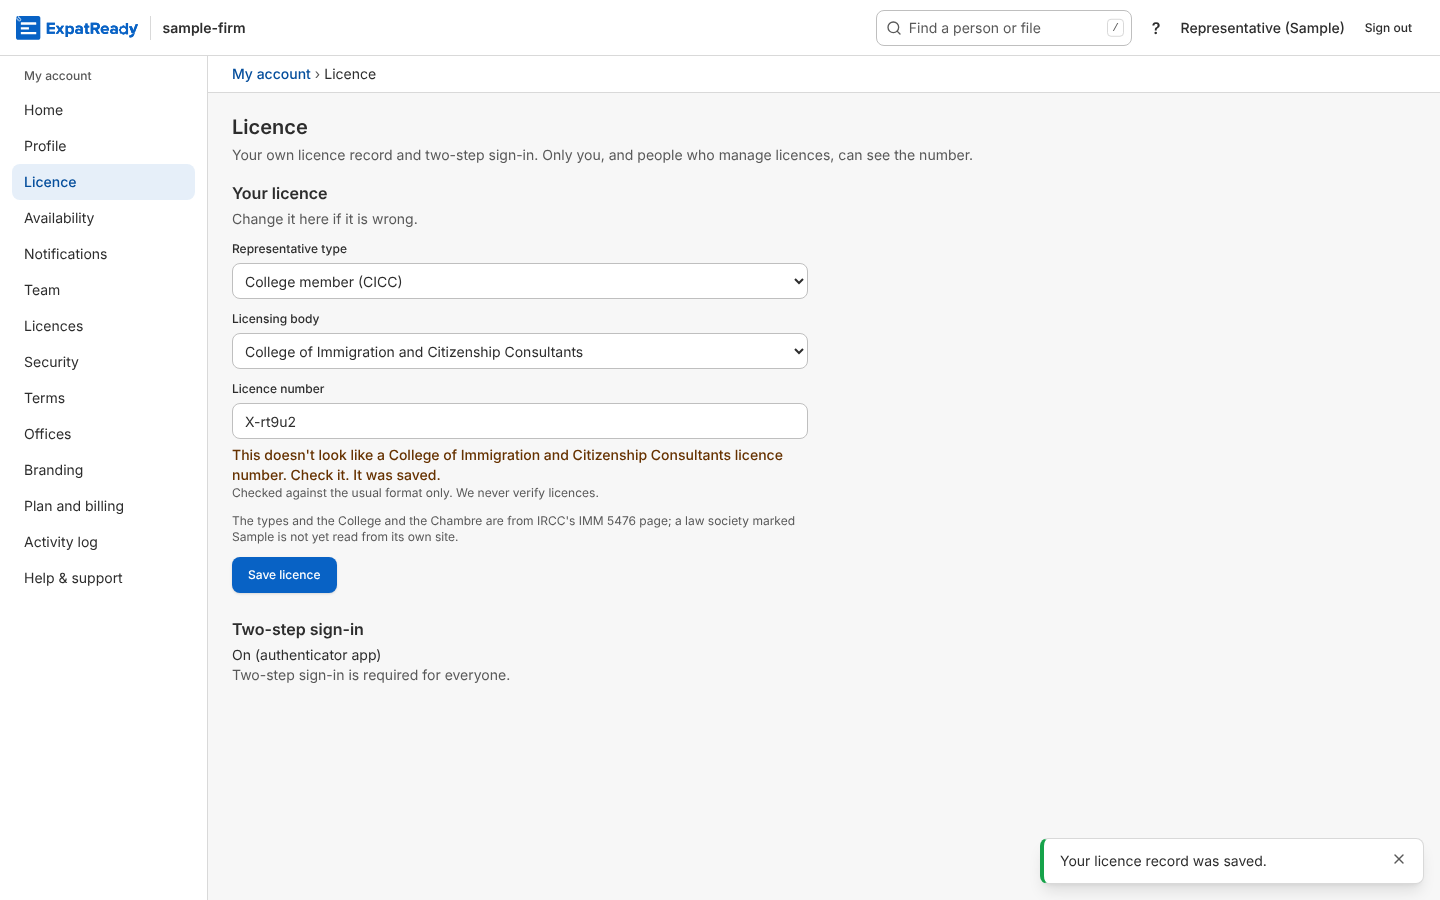 ExpatReady
sample-firm
Find a person or file
/
?
Representative (Sample)
Sign out
My account
Home
Profile
Licence
Availability
Notifications
Team
Licences
Security
Terms
Offices
Branding
Plan and billing
Activity log
Help & support
My account › Licence
Licence
Your own licence record and two-step sign-in. Only you, and people who manage licences, can see the number.
Your licence
Change it here if it is wrong.
Representative type
College member (CICC)
Licensing body
College of Immigration and Citizenship Consultants
Licence number
X-rt9u2
This doesn't look like a College of Immigration and Citizenship Consultants licence
number. Check it. It was saved.
Checked against the usual format only. We never verify licences.
The types and the College and the Chambre are from IRCC's IMM 5476 page; a law society marked
Sample is not yet read from its own site.
Save licence
Two-step sign-in
On (authenticator app)
Two-step sign-in is required for everyone.
Your licence record was saved.